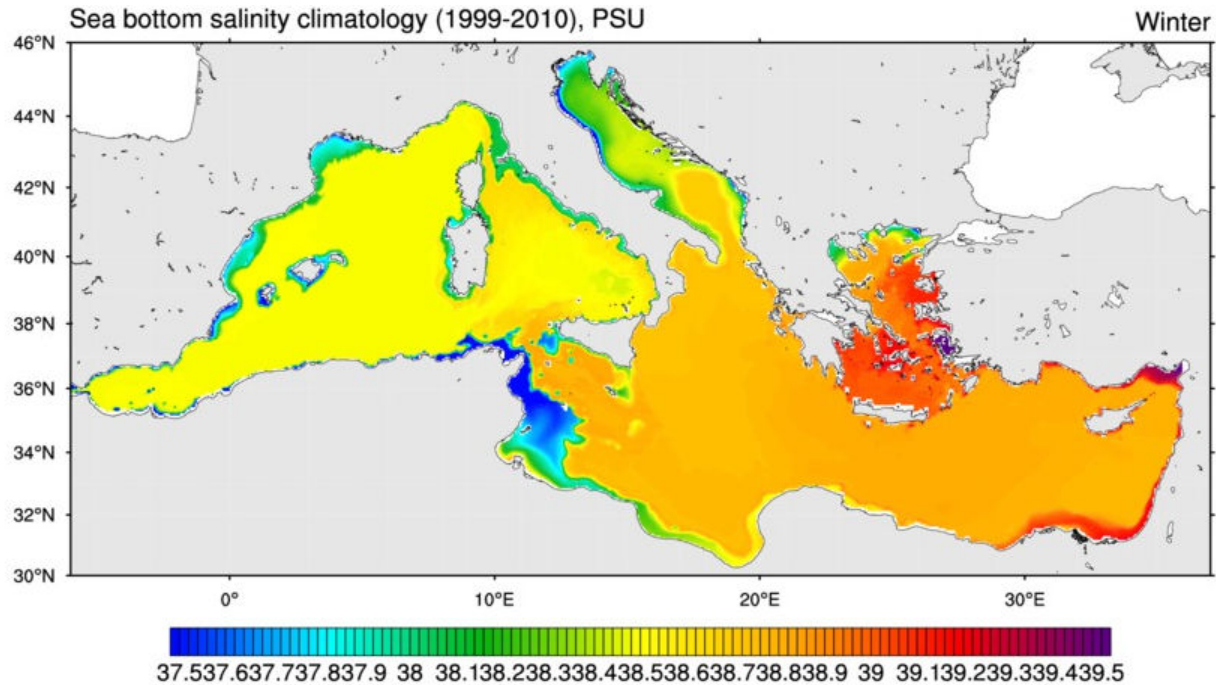 Sea bottom salinity climatology (1999-2010), PSU Winter
46°N
44°N
42°N
40°N
38°N
36°N
34°N
32°N
30°N
0° 10°E 20°E 30°E
37.537.637.737.837.9 38 38.138.238.338.438.538.638.738.838.9 39 39.139.239.339.439.5